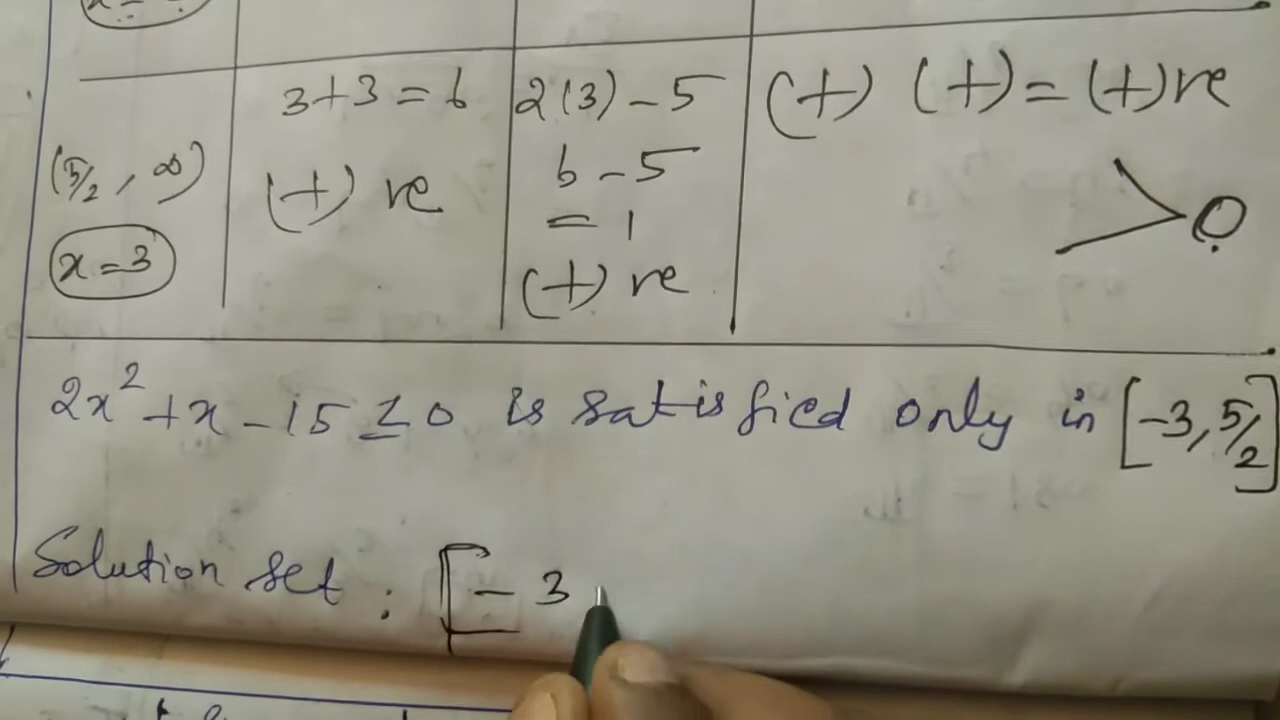 3+3=6 2(3)-5 (+) (+) = (+)ve
(5/2, ∞) (+) ve 6-5 >0
= 1
x=3 (+) ve
2x²+x-15≤0 is satisfied only in [-3, 5/2]
Solution set : [-3